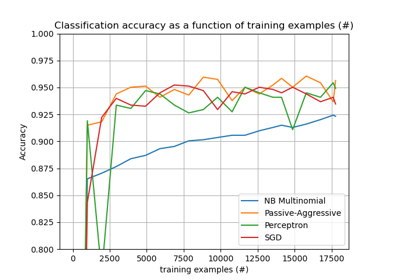 Classification accuracy as a function of training examples (#)
1.000
0.975
0.950
0.925
0.900
0.875
0.850
0.825
0.800
Accuracy
NB Multinomial
Passive-Aggressive
Perceptron
SGD
0 2500 5000 7500 10000 12500 15000 17500
training examples (#)